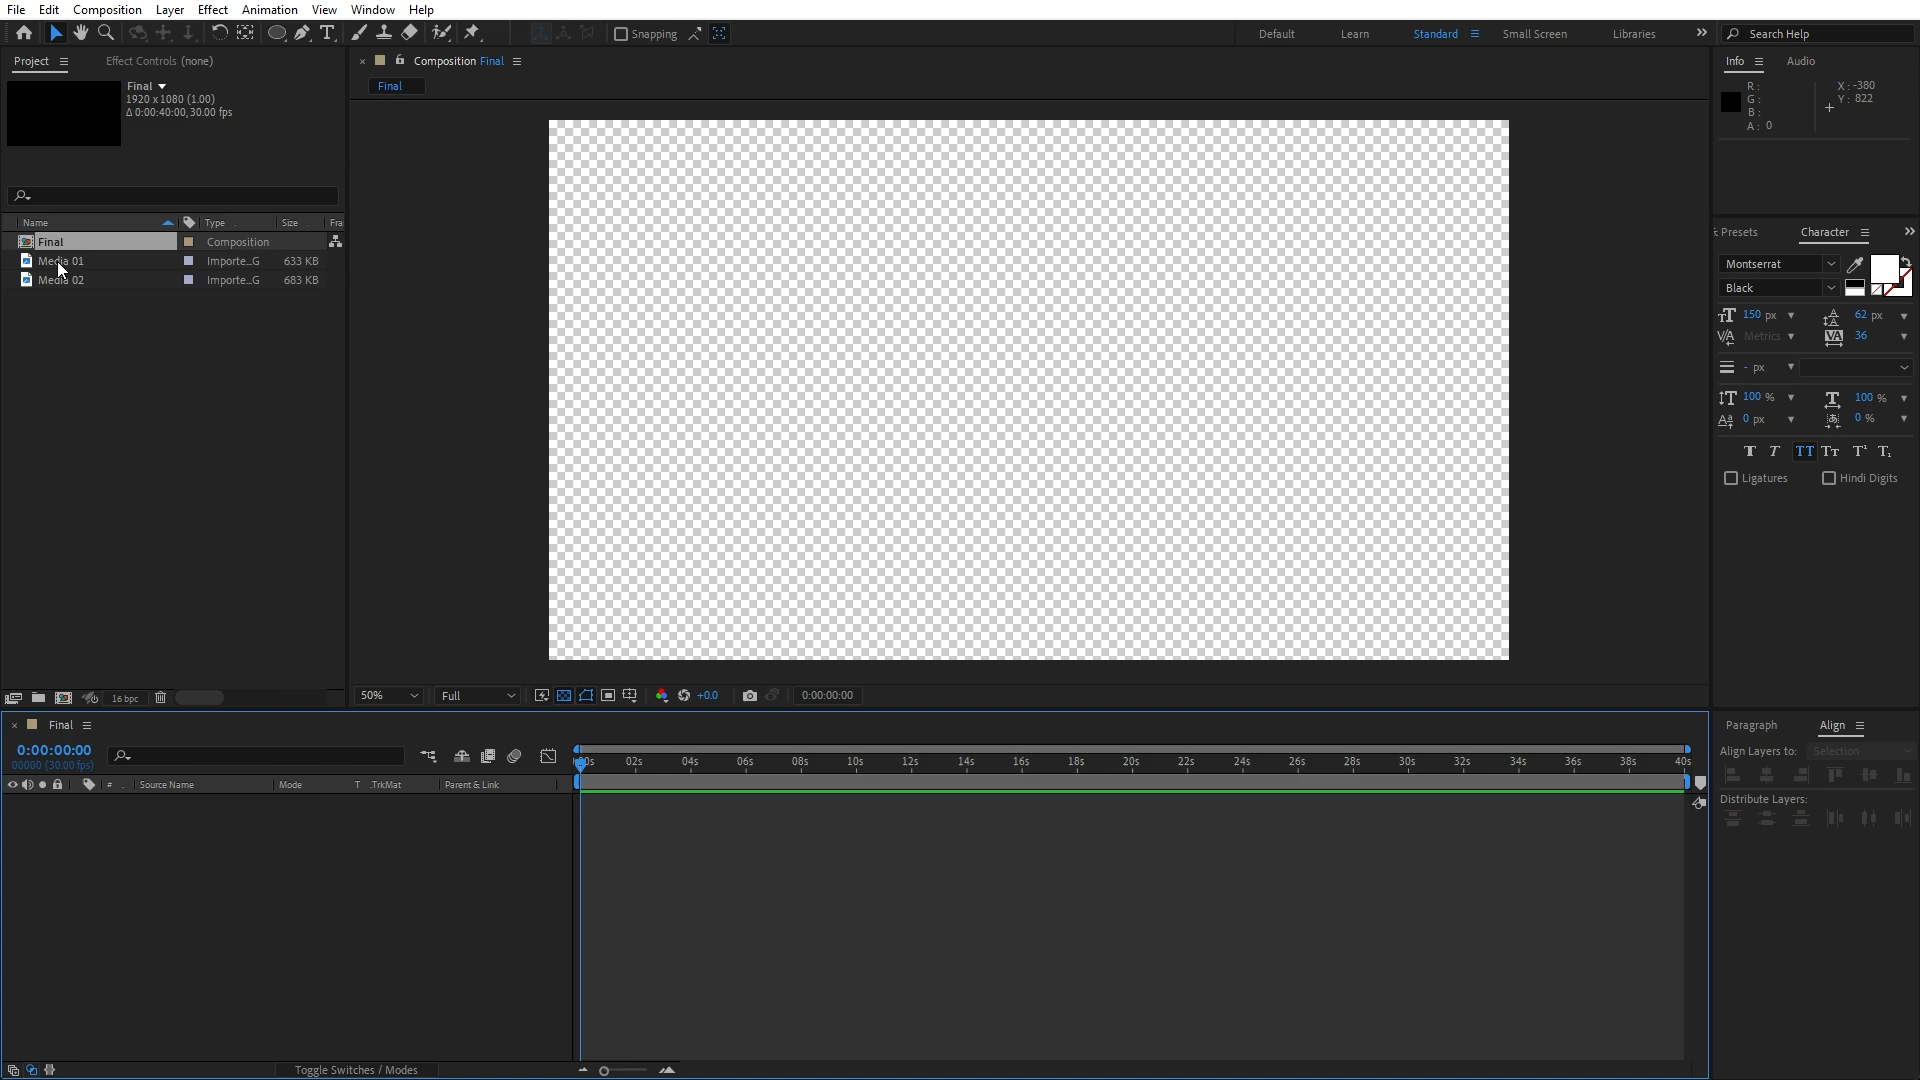 File Edit Composition Layer Effect Animation View Window Help
Snapping
Default Learn Standard Small Screen Libraries
Search Help
Project Effect Controls (none)
Final
1920 x 1080 (1.00)
Δ 0:00:40:00, 30.00 fps
Name Type Size Fra
Final Composition
Media 01 Importe...G 633 KB
Media 02 Importe...G 683 KB
16 bpc
Composition Final
Final
50% Full +0.0 0:00:00:00
Info Audio
R :
G :
B :
A : 0
X : -380
Y : 822
Presets Character
Montserrat
Black
150 px 62 px
Metrics 36
- px
100 % 100 %
0 px 0 %
Ligatures Hindi Digits
Final
0:00:00:00
00000 (30.00 fps)
# Source Name Mode T .TrkMat Parent & Link
00s 02s 04s 06s 08s 10s 12s 14s 16s 18s 20s 22s 24s 26s 28s 30s 32s 34s 36s 38s 40s
Toggle Switches / Modes
Paragraph Align
Align Layers to: Selection
Distribute Layers: